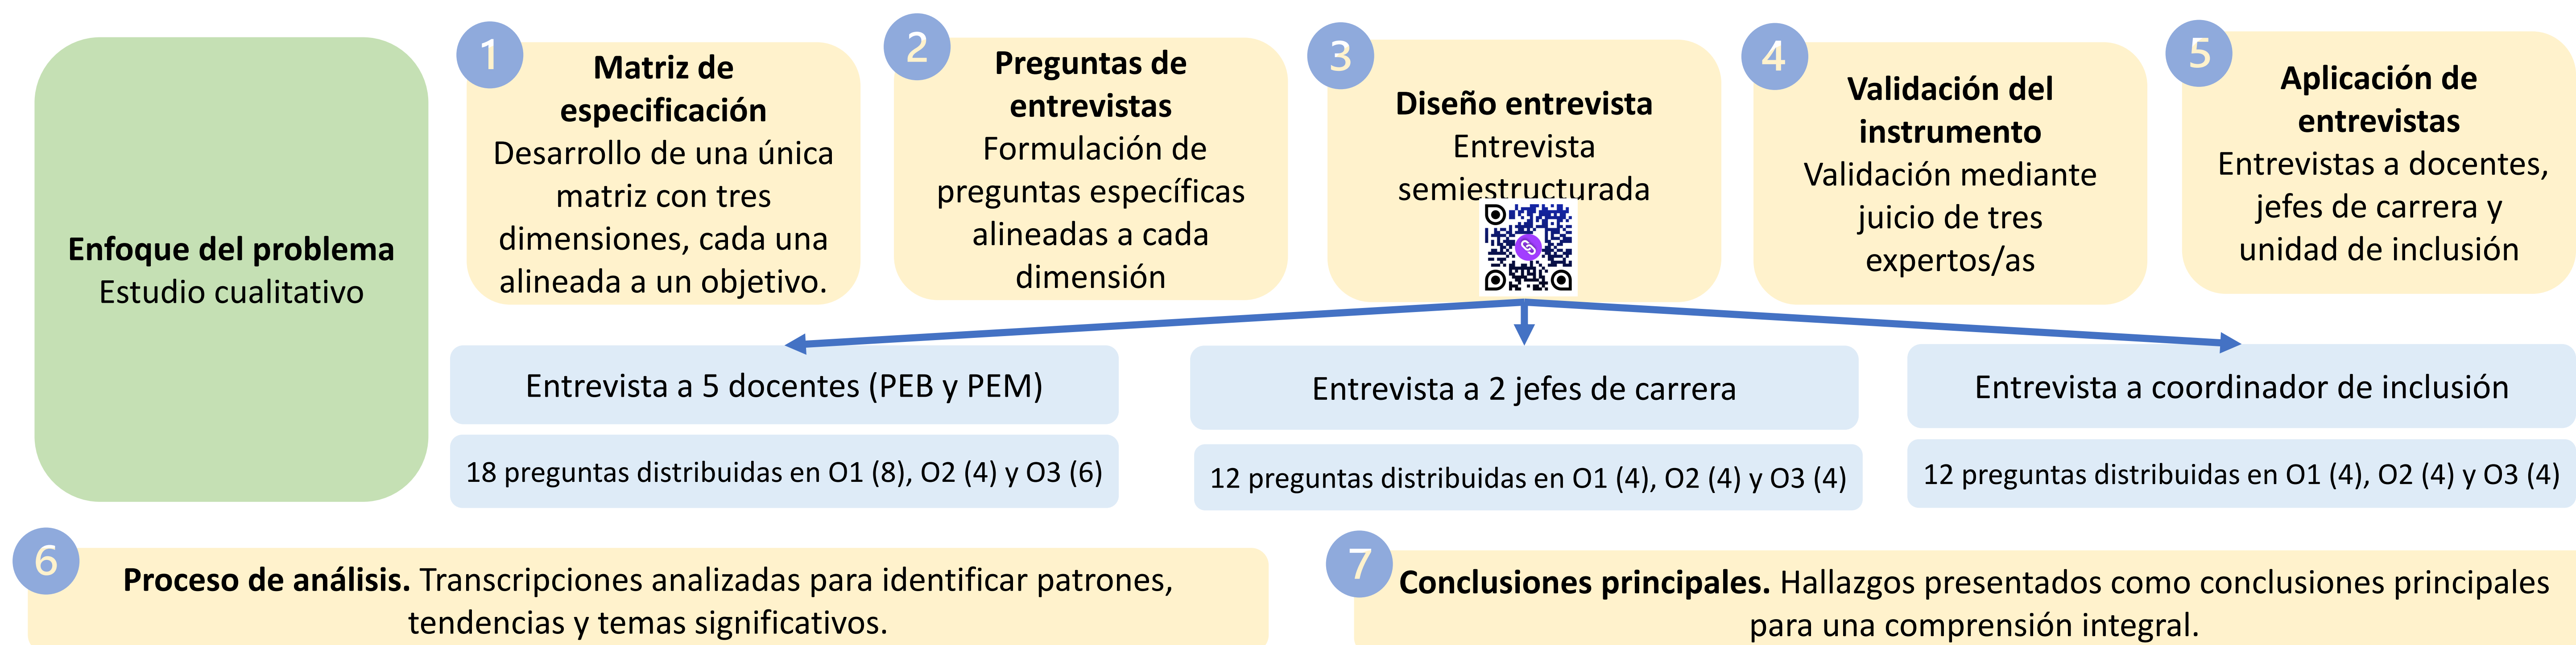 Enfoque del problema
Estudio cualitativo
1
Matriz de
especificación
Desarrollo de una única
matriz con tres
dimensiones, cada una
alineada a un objetivo.
2
Preguntas de
entrevistas
Formulación de
preguntas específicas
alineadas a cada
dimensión
3
Diseño entrevista
Entrevista
semiestructurada
4
Validación del
instrumento
Validación mediante
juicio de tres
expertos/as
5
Aplicación de
entrevistas
Entrevistas a docentes,
jefes de carrera y
unidad de inclusión
Entrevista a 5 docentes (PEB y PEM)
18 preguntas distribuidas en O1 (8), O2 (4) y O3 (6)
Entrevista a 2 jefes de carrera
12 preguntas distribuidas en O1 (4), O2 (4) y O3 (4)
Entrevista a coordinador de inclusión
12 preguntas distribuidas en O1 (4), O2 (4) y O3 (4)
6
Proceso de análisis. Transcripciones analizadas para identificar patrones,
tendencias y temas significativos.
7
Conclusiones principales. Hallazgos presentados como conclusiones principales
para una comprensión integral.